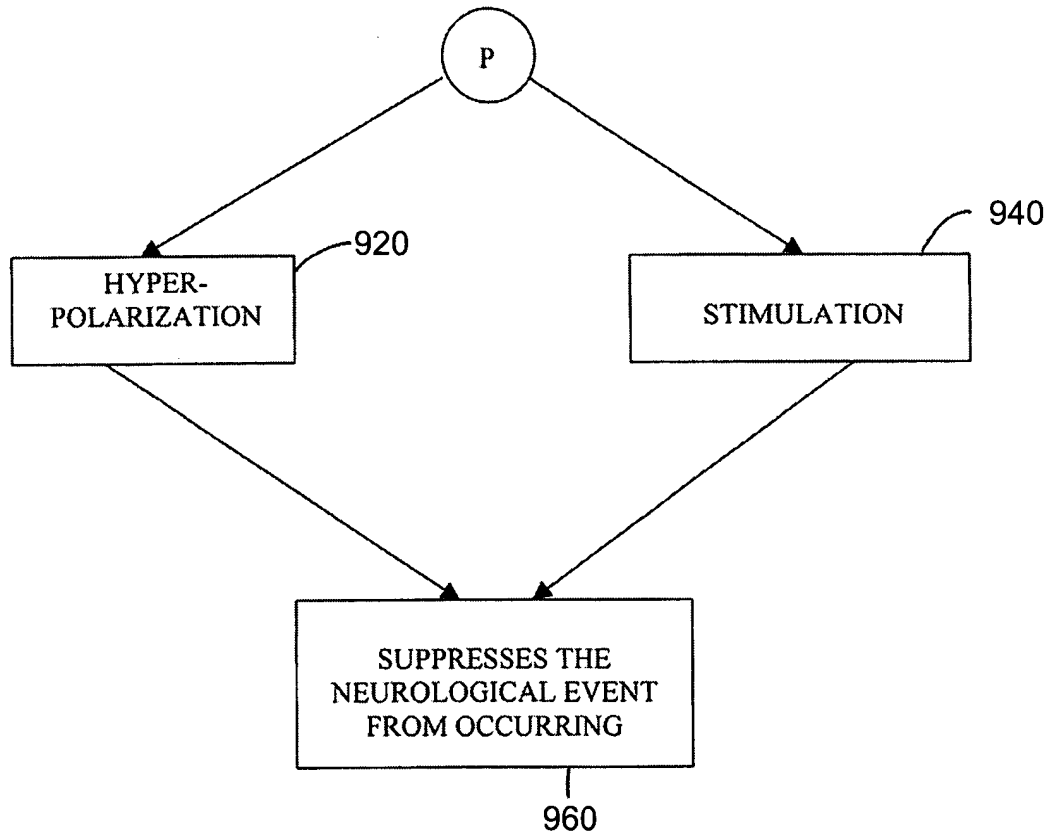 P
920
940
HYPER-
POLARIZATION
STIMULATION
SUPPRESSES THE
NEUROLOGICAL EVENT
FROM OCCURRING
960